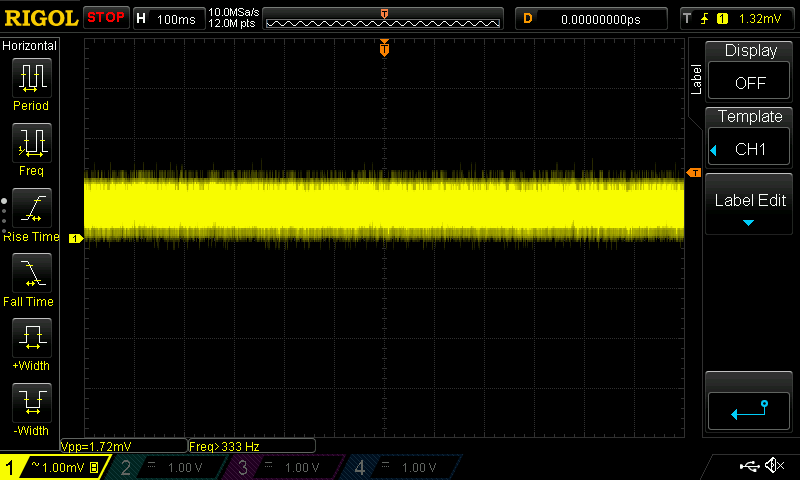 RIGOL STOP H 100ms 10.0MSa/s 12.0M pts T D 0.00000000ps T 1 1.32mV
Horizontal
Period
Freq
Rise Time
Fall Time
+Width
-Width
T
T
1
Label
Display
OFF
Template
CH1
Label Edit
Vpp=1.72mV Freq>333 Hz
1 ~ 1.00mV B 2 1.00 V 3 1.00 V 4 1.00 V